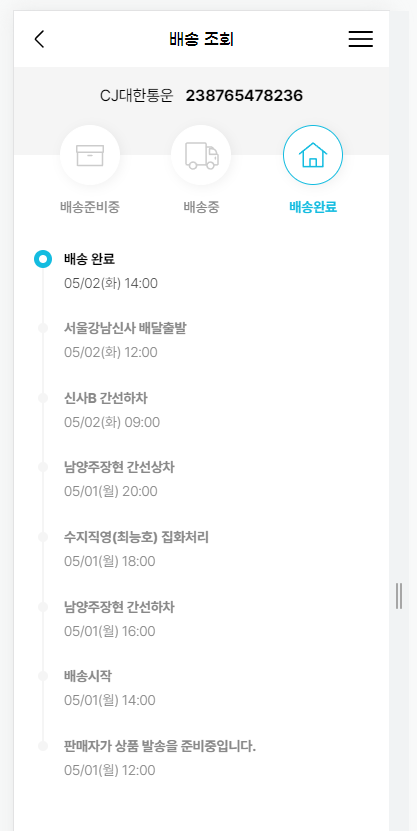 배송 조회
CJ대한통운 238765478236
배송준비중 배송중 배송완료
배송 완료
05/02(화) 14:00
서울강남신사 배달출발
05/02(화) 12:00
신사B 간선하차
05/02(화) 09:00
남양주장현 간선상차
05/01(월) 20:00
수지직영(최능호) 집화처리
05/01(월) 18:00
남양주장현 간선하차
05/01(월) 16:00
배송시작
05/01(월) 14:00
판매자가 상품 발송을 준비중입니다.
05/01(월) 12:00